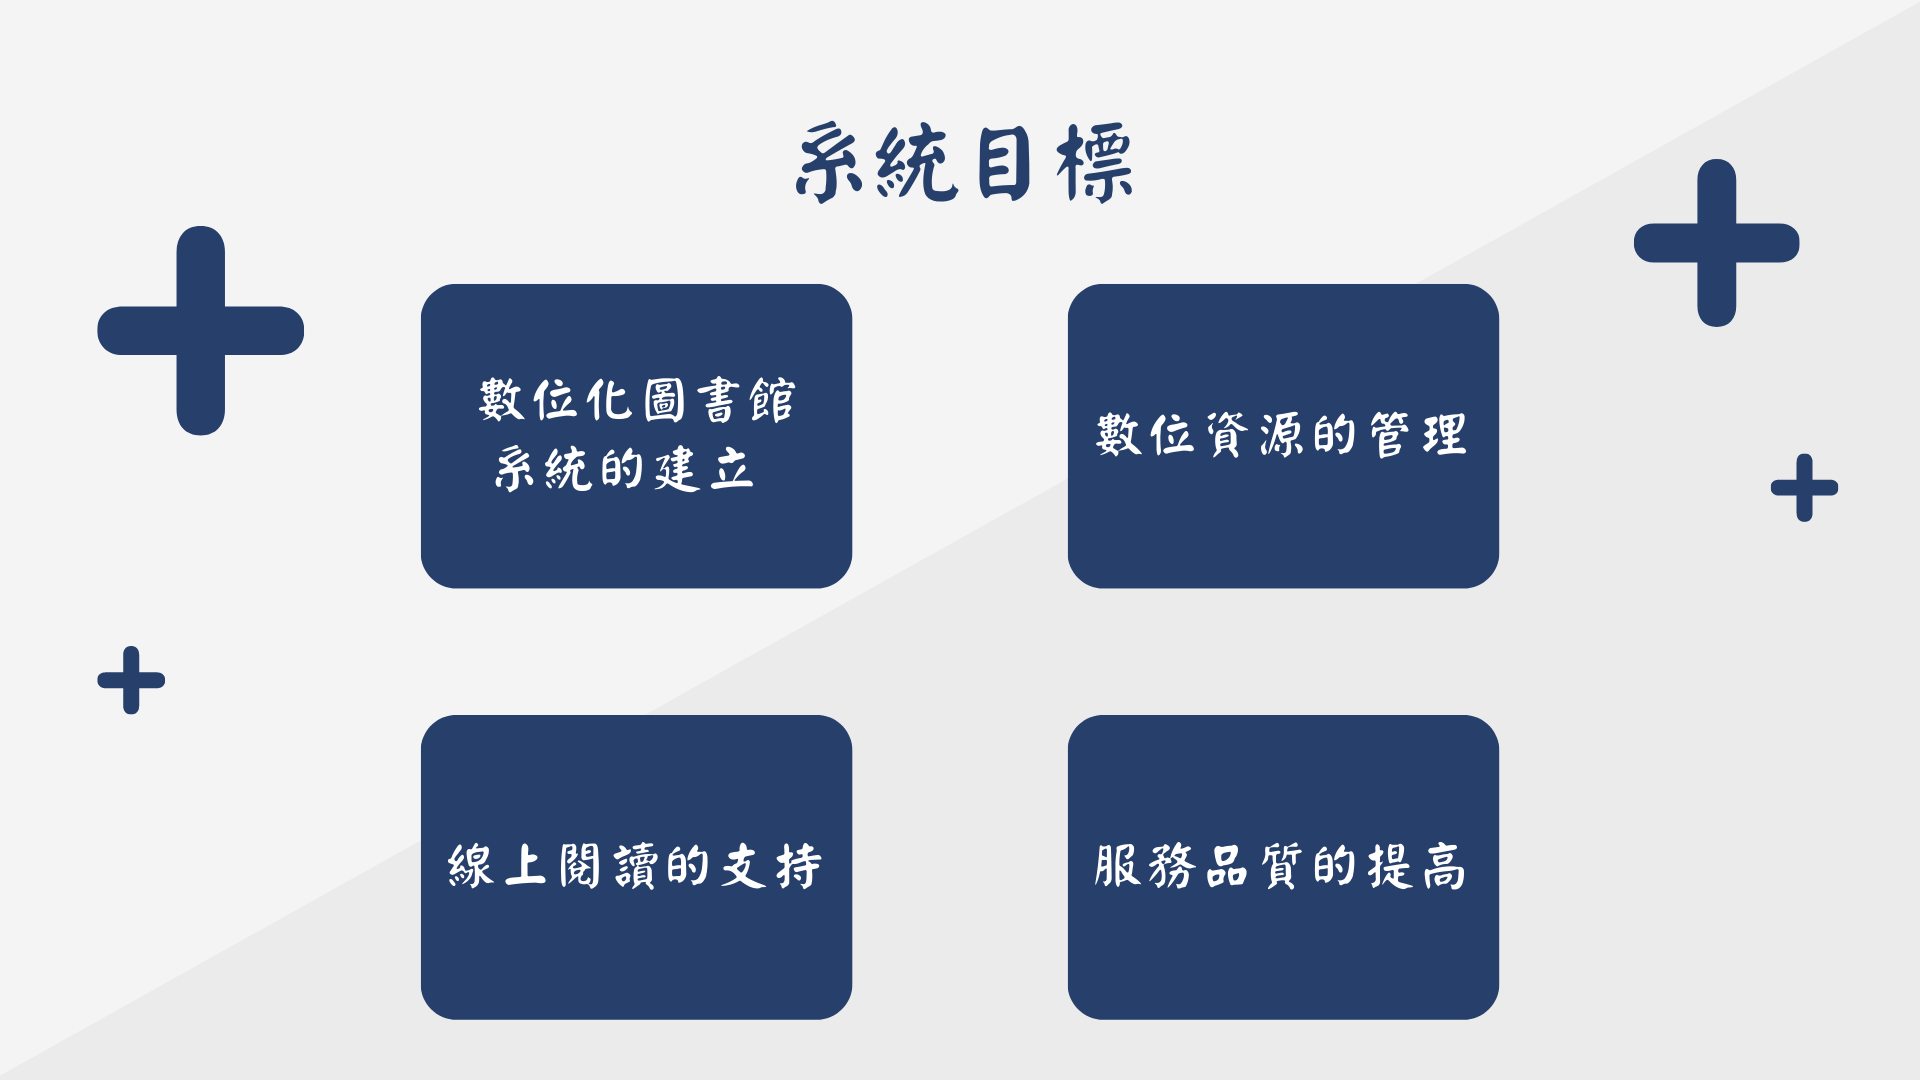 系統目標
數位化圖書館
系統的建立
數位資源的管理
線上閱讀的支持
服務品質的提高